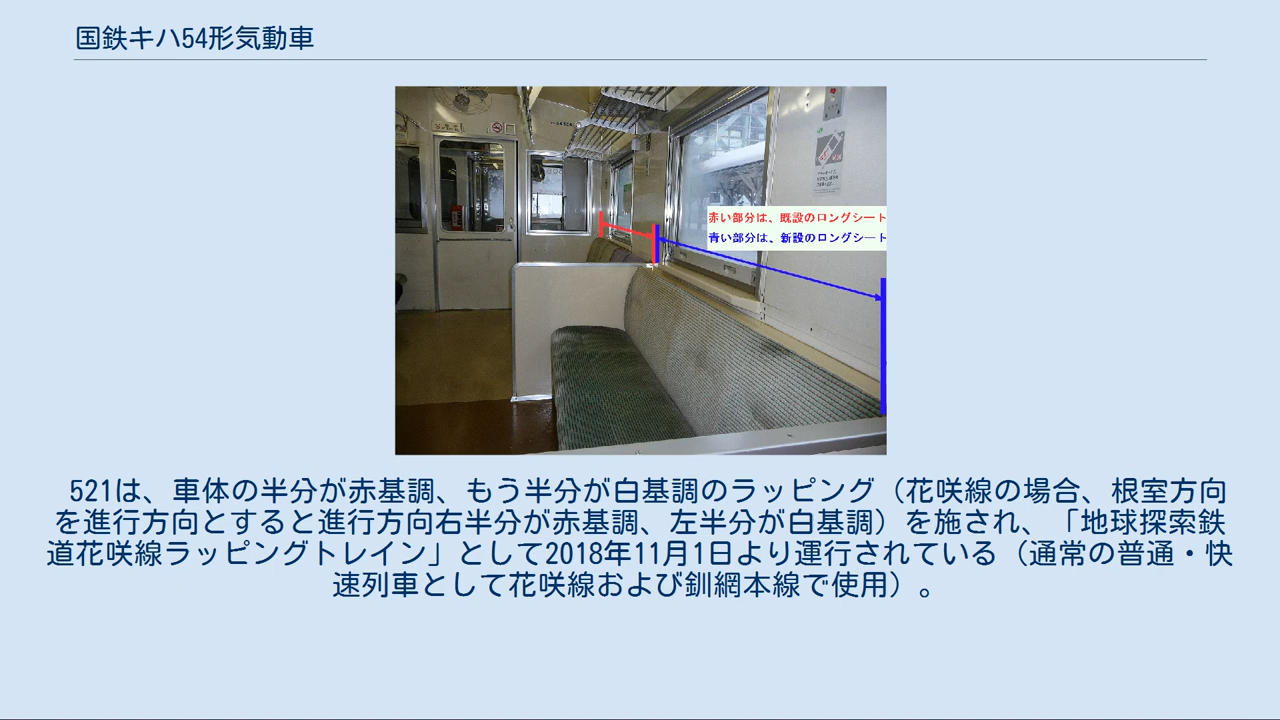 国鉄キハ54形気動車
赤い部分は、既設のロングシート
青い部分は、新設のロングシート
521は、車体の半分が赤基調、もう半分が白基調のラッピング（花咲線の場合、根室方向
を進行方向とすると進行方向右半分が赤基調、左半分が白基調）を施され、「地球探索鉄
道花咲線ラッピングトレイン」として2018年11月1日より運行されている（通常の普通・快
速列車として花咲線および釧網本線で使用）。